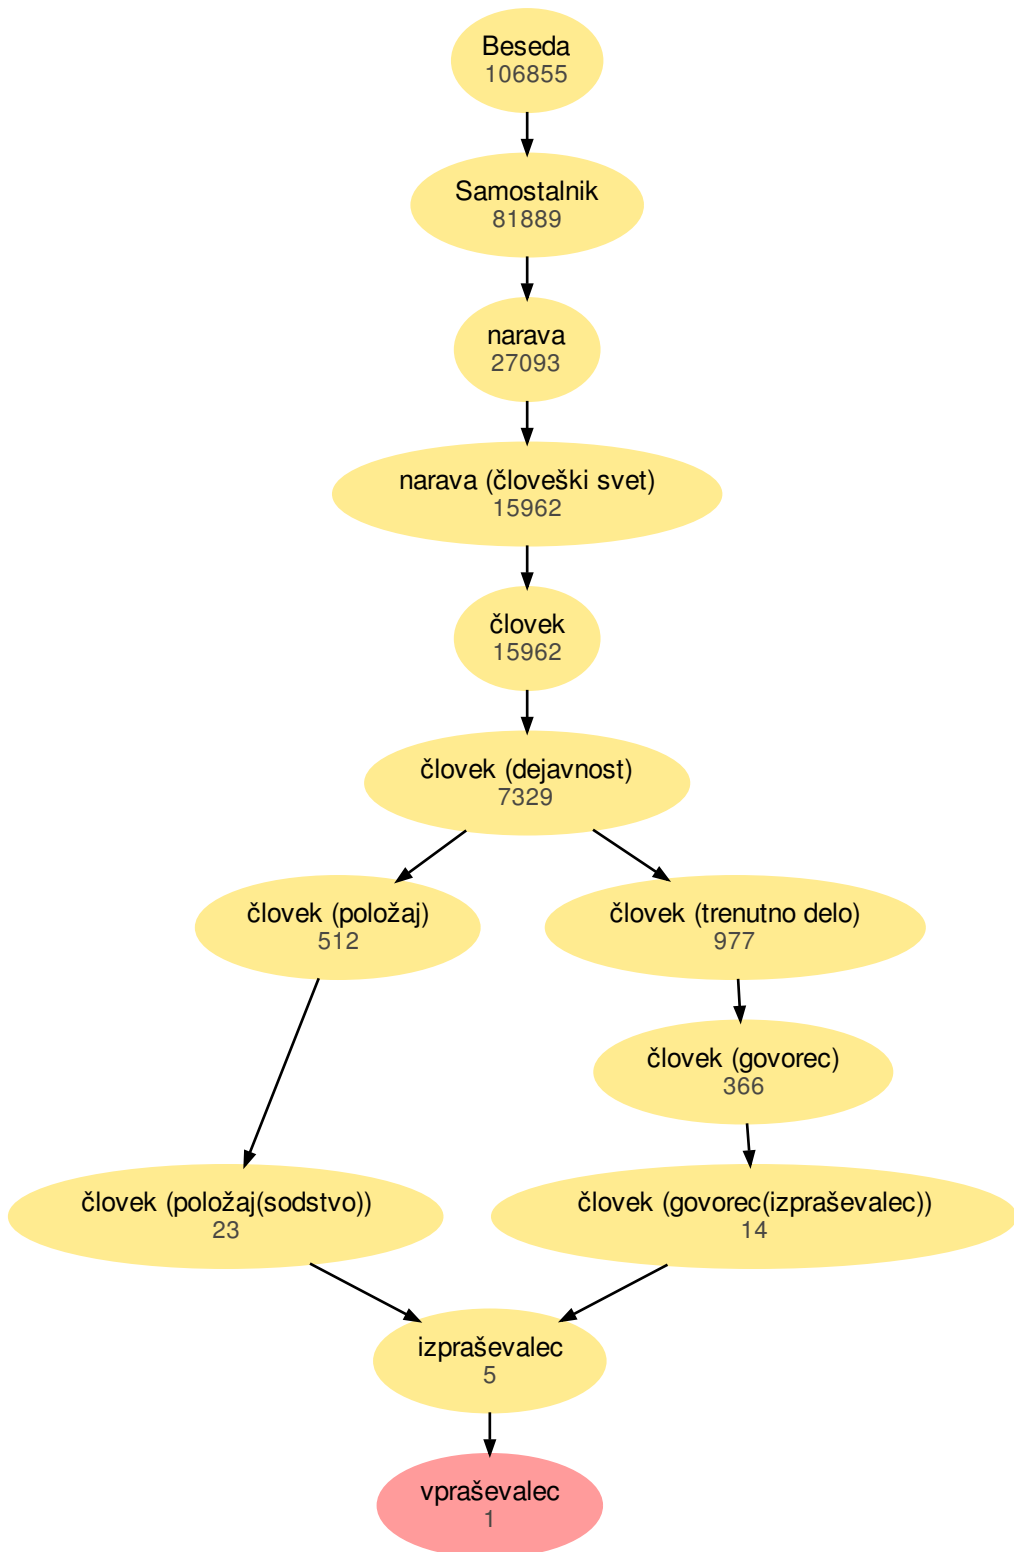 Beseda
106855
Samostalnik
81889
narava
27093
narava (človeški svet)
15962
človek
15962
človek (dejavnost)
7329
človek (položaj)
512
človek (trenutno delo)
977
človek (govorec)
366
človek (položaj(sodstvo))
23
človek (govorec(izpraševalec))
14
izpraševalec
5
vpraševalec
1